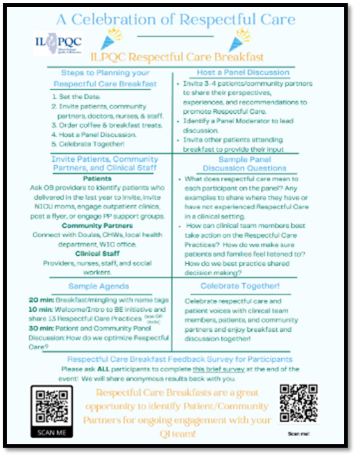 A Celebration of Respectful Care
ILPQC
ILPQC Respectful Care Breakfast
Steps to Planning your
Respectful Care Breakfast
1. Set the Date.
2. Invite patients, community
partners, doctors, nurses, & staff.
3. Order coffee & breakfast treats.
4. Host a Panel Discussion.
5. Celebrate Together!
Host a Panel Discussion
• Invite 3-4 patients/community partners
to share their perspectives,
experiences, and recommendations to
promote Respectful Care.
• Identify a Panel Moderator to lead
discussion.
• Invite other patients attending
breakfast to provide their input
Invite Patients, Community
Partners, and Clinical Staff
Patients
Ask OB providers to identify patients who
delivered in the last year to invite, invite
NICU moms, engage outpatient clinics,
post a flyer, or engage PP support groups.
Community Partners
Connect with Doulas, CHWs, local health
department, WIC office.
Clinical Staff
Providers, nurses, staff, and social
workers.
Sample Panel
Discussion Questions
• What does respectful care mean to
each participant on the panel? Any
examples to share where they have or
have not experienced Respectful Care
in a clinical setting.
• How can clinical team members best
take action on the Respectful Care
Practices? How do we make sure
patients and families feel listened to?
How do we best practice shared
decision making?
Sample Agenda
20 min: Breakfast/mingling with name tags
10 min: Welcome/Intro to BE initiative and
share 13 Respectful Care Practices
30 min: Patient and Community Panel
Discussion: How do we optimize Respectful
Care?
Celebrate Together!
Celebrate respectful care and
patient voices with clinical team
members, patients, and community
partners and enjoy breakfast and
discussion together!
Respectful Care Breakfast Feedback Survey for Participants
Please ask ALL participants to complete this brief survey at the end of the
event! We will share anonymous results back with you.
Respectful Care Breakfasts are a great
opportunity to identify Patient/Community
Partners for ongoing engagement with your
QI team!
SCAN ME
Scan me!